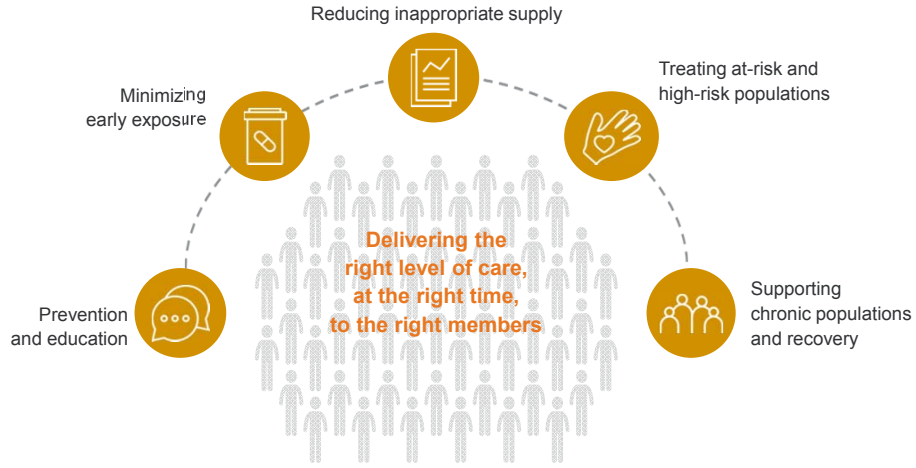 Reducing inappropriate supply
Minimizing
early exposure
Treating at-risk and
high-risk populations
Delivering the
right level of care,
at the right time,
to the right members
Prevention
and education
Supporting
chronic populations
and recovery